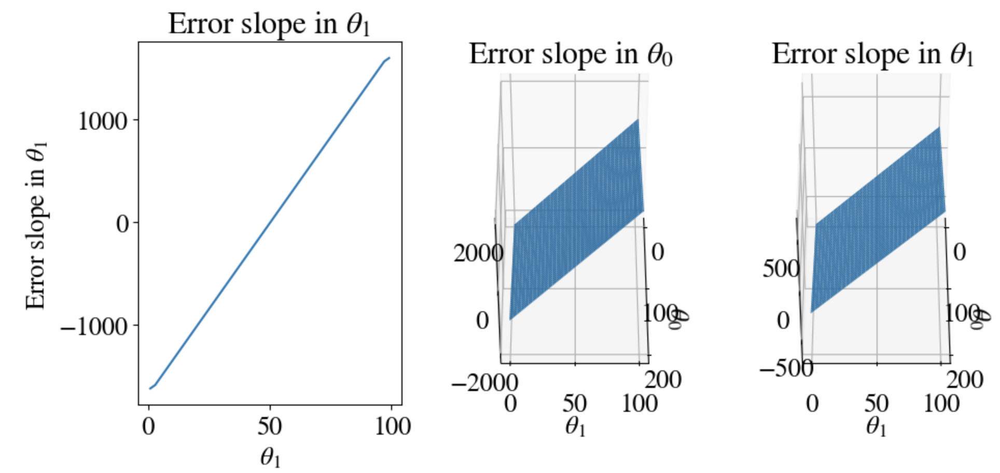 Error slope in θ₁
Error slope in θ₁
1000
0
−1000
0 50 100
θ₁
Error slope in θ₀
2000
0
−2000
0
100
200
θ₀
0 50 100
θ₁
Error slope in θ₁
500
0
−500
0
100
200
θ₀
0 50 100
θ₁